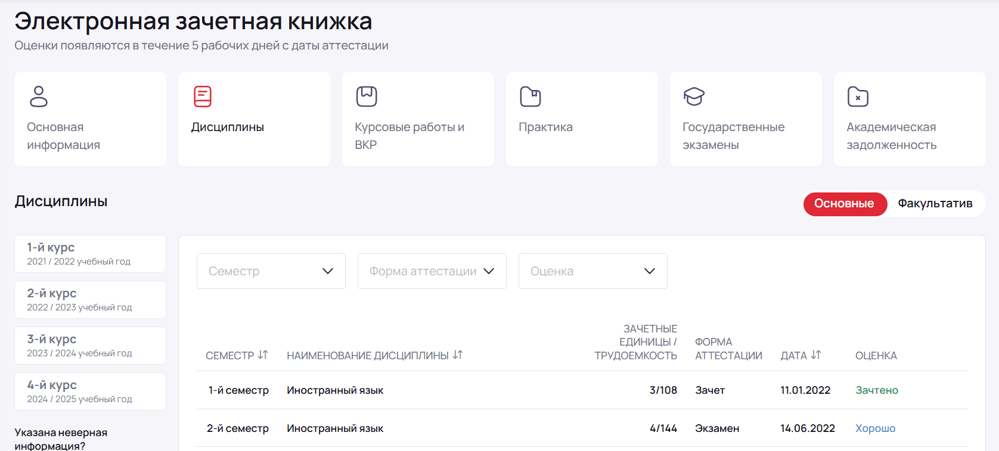 Электронная зачетная книжка
Оценки появляются в течение 5 рабочих дней с даты аттестации
Основная
информация
Дисциплины
Курсовые работы и
ВКР
Практика
Государственные
экзамены
Академическая
задолженность
Дисциплины
Основные
Факультатив
1-й курс
2021 / 2022 учебный год
2-й курс
2022 / 2023 учебный год
3-й курс
2023 / 2024 учебный год
4-й курс
2024 / 2025 учебный год
Указана неверная
информация?
Семестр
Форма аттестации
Оценка
СЕМЕСТР
НАИМЕНОВАНИЕ ДИСЦИПЛИНЫ
ЗАЧЕТНЫЕ
ЕДИНИЦЫ /
ТРУДОЕМКОСТЬ
ФОРМА
АТТЕСТАЦИИ
ДАТА
ОЦЕНКА
1-й семестр Иностранный язык 3/108 Зачет 11.01.2022 Зачтено
2-й семестр Иностранный язык 4/144 Экзамен 14.06.2022 Хорошо